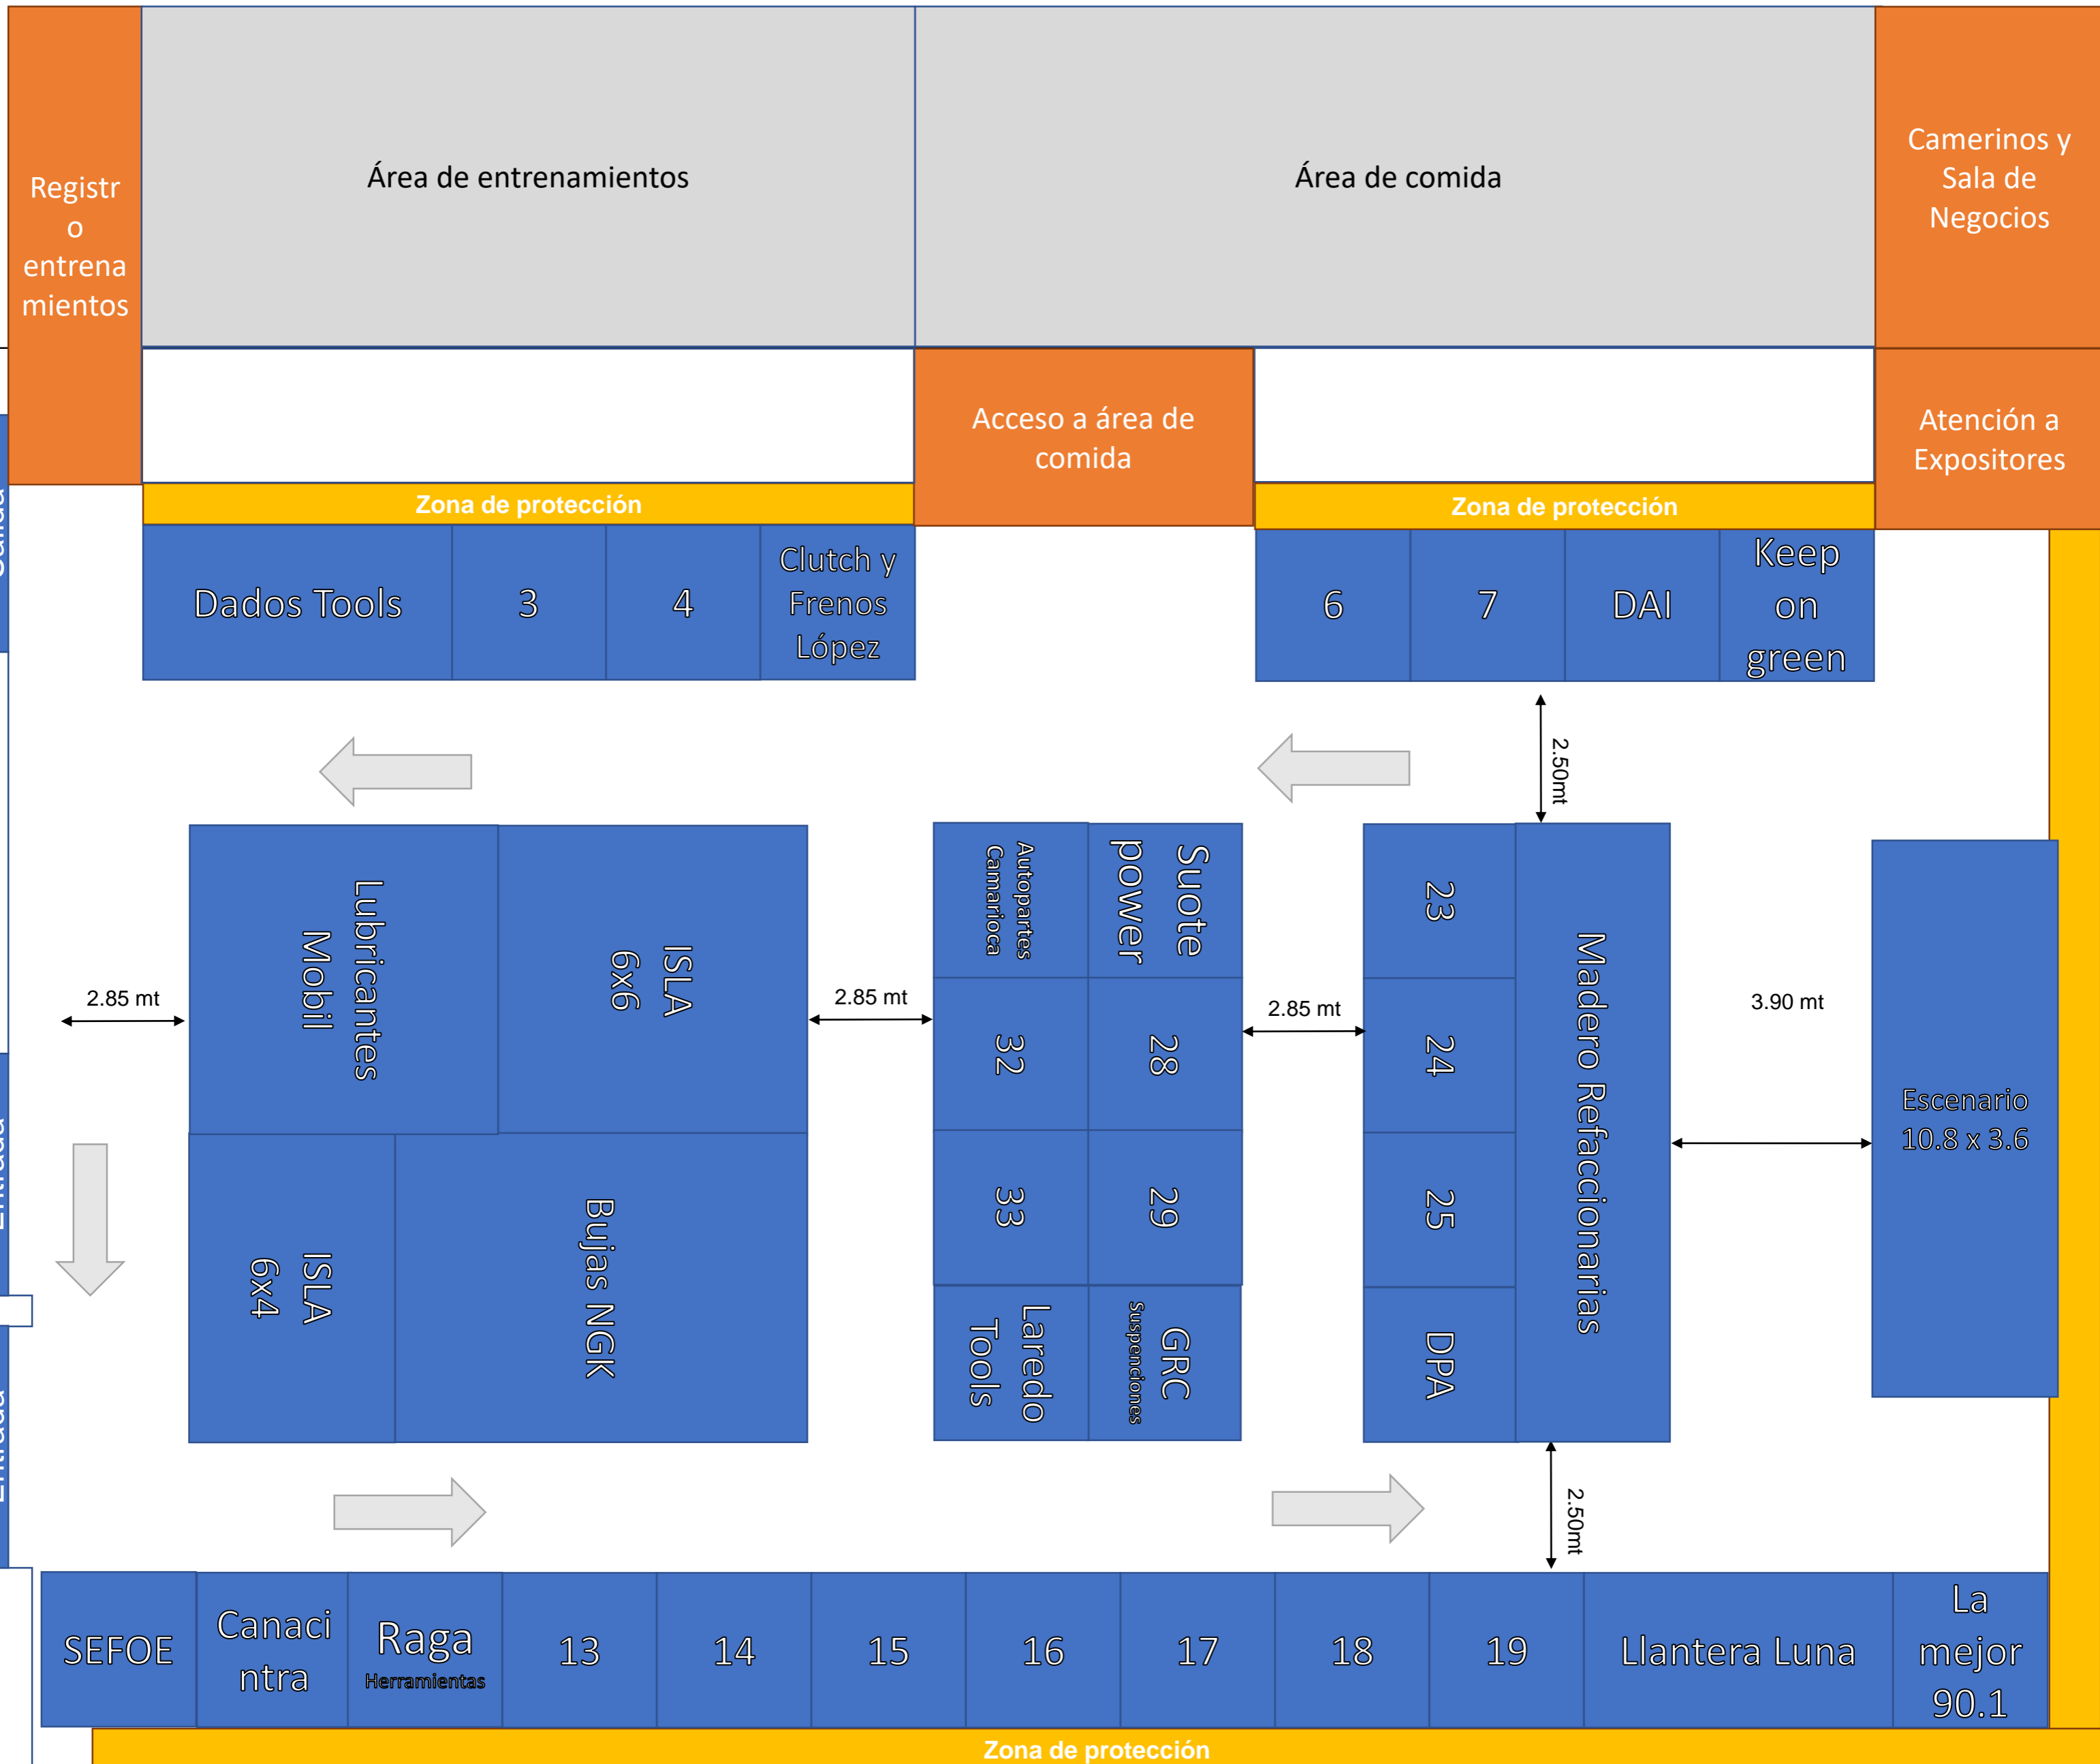 Registr
o
entrena
mientos
Área de entrenamientos
Área de comida
Camerinos y
Sala de
Negocios
Acceso a área de
comida
Atención a
Expositores
Salida
Zona de protección
Zona de protección
Dados Tools
3
4
Clutch y
Frenos
López
6
7
DAI
Keep
on
green
2.50mt
Lubricantes
Mobil
ISLA
6x6
Autopartes
Camarioca
Suote
power
23
Madero Refaccionarias
2.85 mt
2.85 mt
2.85 mt
3.90 mt
32
28
24
Escenario
10.8 x 3.6
Entrada
33
29
25
ISLA
6x4
Bujas NGK
Laredo
Tools
GRC
Suspenciones
DPA
Entrada
2.50mt
SEFOE
Canaci
ntra
Raga
Herramientas
13
14
15
16
17
18
19
Llantera Luna
La
mejor
90.1
Zona de protección